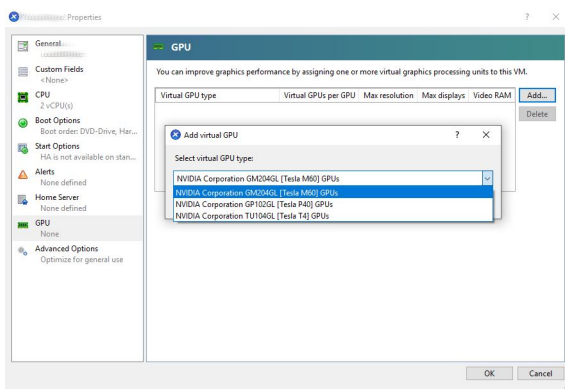 Properties
? ×
General
GPU
You can improve graphics performance by assigning one or more virtual graphics processing units to this VM.
Custom Fields
<None>
CPU
2 vCPU(s)
Boot Options
Boot order: DVD-Drive, Har...
Start Options
HA is not available on stan...
Alerts
None defined
Home Server
None defined
GPU
None
Advanced Options
Optimize for general use
Virtual GPU type Virtual GPUs per GPU Max resolution Max displays Video RAM
Add...
Delete
Add virtual GPU ? ×
Select virtual GPU type:
NVIDIA Corporation GM204GL [Tesla M60] GPUs
NVIDIA Corporation GM204GL [Tesla M60] GPUs
NVIDIA Corporation GP102GL [Tesla P40] GPUs
NVIDIA Corporation TU104GL [Tesla T4] GPUs
OK Cancel